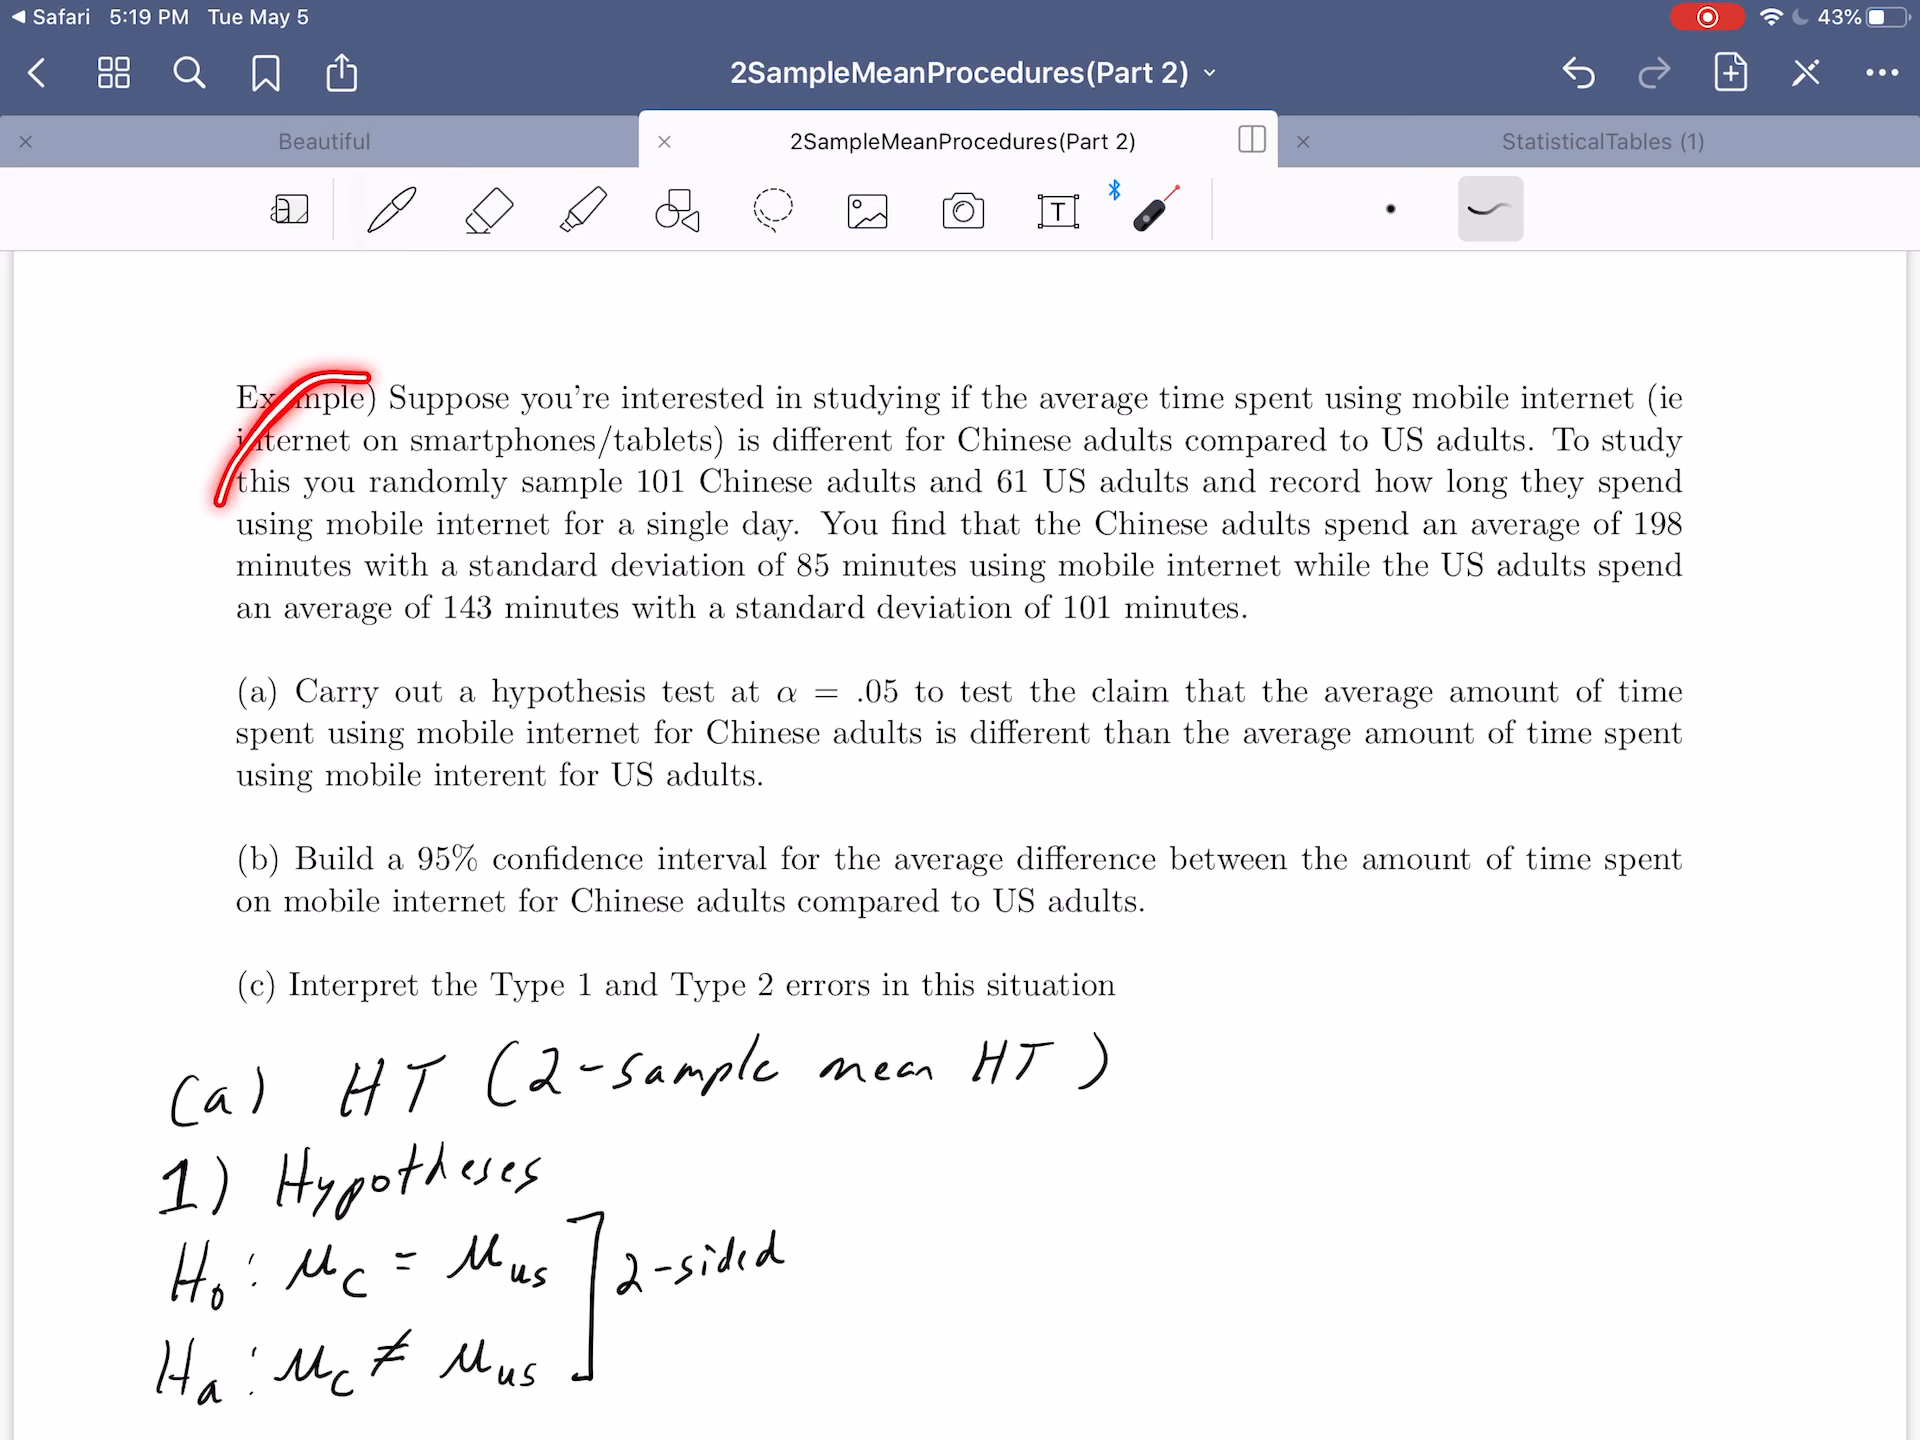 Safari 5:19 PM Tue May 5 43%
2SampleMeanProcedures(Part 2)
Beautiful 2SampleMeanProcedures(Part 2) StatisticalTables (1)
a T
Example) Suppose you're interested in studying if the average time spent using mobile internet (ie
internet on smartphones/tablets) is different for Chinese adults compared to US adults. To study
this you randomly sample 101 Chinese adults and 61 US adults and record how long they spend
using mobile internet for a single day. You find that the Chinese adults spend an average of 198
minutes with a standard deviation of 85 minutes using mobile internet while the US adults spend
an average of 143 minutes with a standard deviation of 101 minutes.
(a) Carry out a hypothesis test at α = .05 to test the claim that the average amount of time
spent using mobile internet for Chinese adults is different than the average amount of time spent
using mobile interent for US adults.
(b) Build a 95% confidence interval for the average difference between the amount of time spent
on mobile internet for Chinese adults compared to US adults.
(c) Interpret the Type 1 and Type 2 errors in this situation
(a) HT (2-sample mean HT)
1) Hypotheses
H₀: μ_C = μ_us
2-sided
Hₐ: μ_C ≠ μ_us